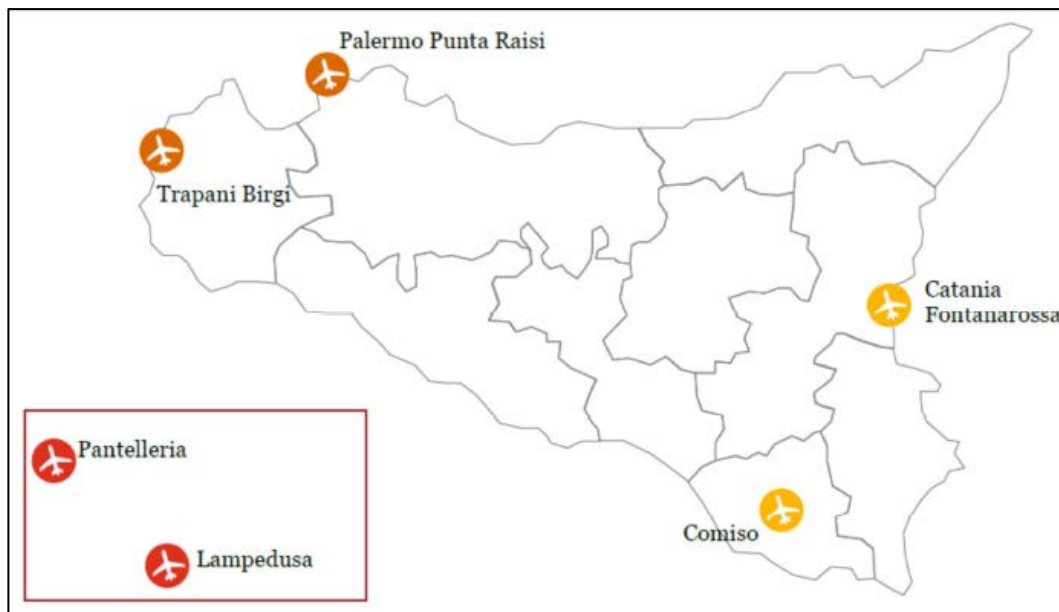 Palermo Punta Raisi
Trapani Birgi
Catania
Fontanarossa
Pantelleria
Comiso
Lampedusa